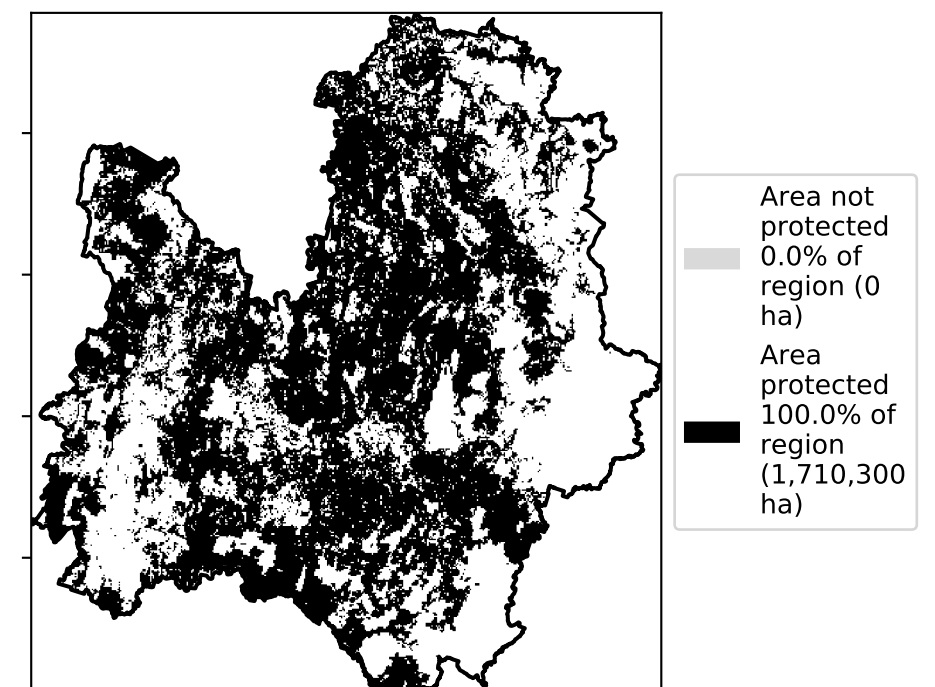 Area not
protected
0.0% of
region (0
ha)
Area
protected
100.0% of
region
(1,710,300
ha)